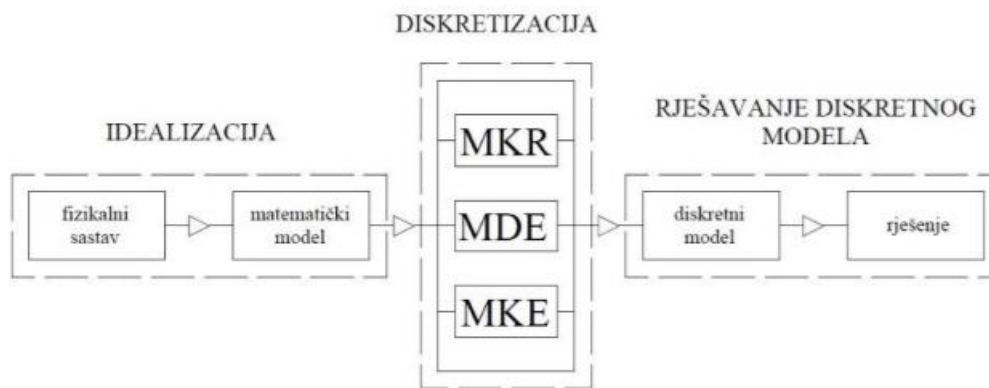 DISKRETIZACIJA
IDEALIZACIJA
fizikalni
sastav
matematički
model
MKR
MDE
MKE
RJEŠAVANJE DISKRETNOG
MODELA
diskretni
model
rješenje